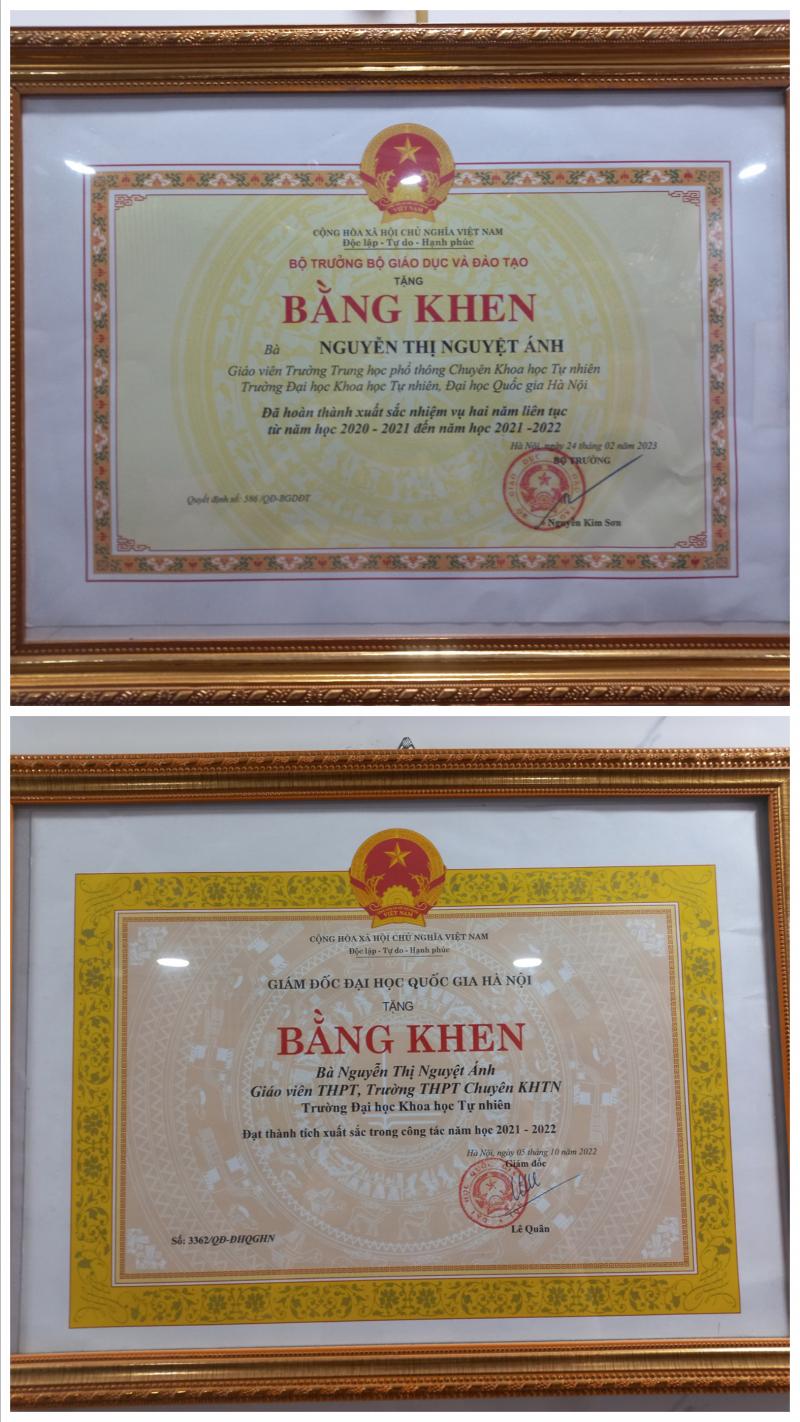 VIỆT NAM
CỘNG HÒA XÃ HỘI CHỦ NGHĨA VIỆT NAM
Độc lập - Tự do - Hạnh phúc
BỘ TRƯỞNG BỘ GIÁO DỤC VÀ ĐÀO TẠO
TẶNG
BẰNG KHEN
Bà NGUYỄN THỊ NGUYỆT ÁNH
Giáo viên Trường Trung học phổ thông Chuyên Khoa học Tự nhiên
Trường Đại học Khoa học Tự nhiên, Đại học Quốc gia Hà Nội
Đã hoàn thành xuất sắc nhiệm vụ hai năm liên tục
từ năm học 2020 - 2021 đến năm học 2021 -2022
Hà Nội, ngày 24 tháng 02 năm 2023
BỘ TRƯỞNG
Quyết định số: 586 /QĐ-BGDĐT
Nguyễn Kim Sơn
VIỆT NAM
CỘNG HÒA XÃ HỘI CHỦ NGHĨA VIỆT NAM
Độc lập - Tự do - Hạnh phúc
GIÁM ĐỐC ĐẠI HỌC QUỐC GIA HÀ NỘI
TẶNG
BẰNG KHEN
Bà Nguyễn Thị Nguyệt Ánh
Giáo viên THPT, Trường THPT Chuyên KHTN
Trường Đại học Khoa học Tự nhiên
Đạt thành tích xuất sắc trong công tác năm học 2021 - 2022
Hà Nội, ngày 05 tháng 10 năm 2022
Giám đốc
Lê Quân
Số: 3362/QĐ-ĐHQGHN